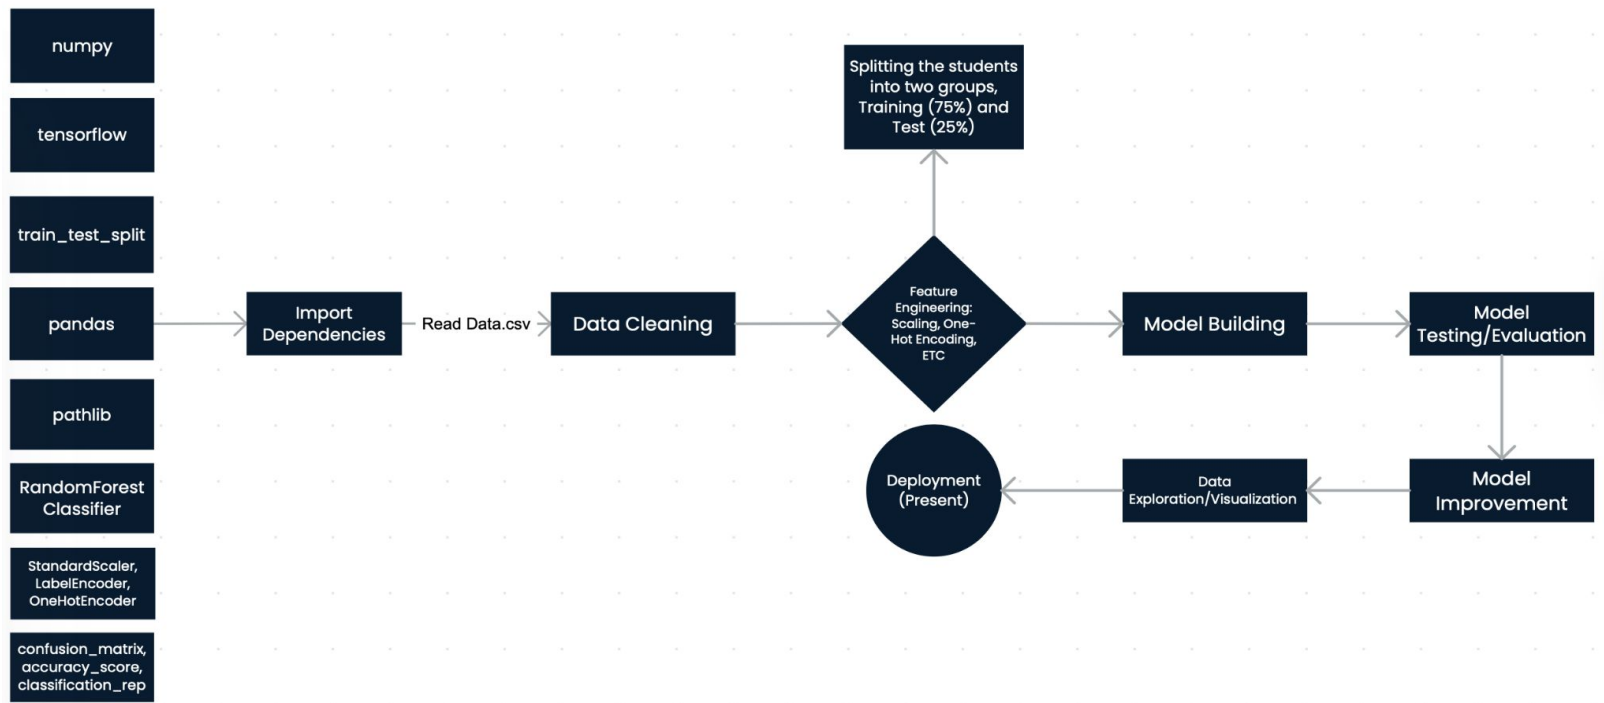 numpy
tensorflow
train_test_split
pandas
pathlib
RandomForest
Classifier
StandardScaler,
LabelEncoder,
OneHotEncoder
confusion_matrix,
accuracy_score,
classification_rep
Import
Dependencies
Read Data.csv
Data Cleaning
Feature
Engineering:
Scaling, One-
Hot Encoding,
ETC
Splitting the students
into two groups,
Training (75%) and
Test (25%)
Model Building
Model
Testing/Evaluation
Model
Improvement
Data
Exploration/Visualization
Deployment
(Present)